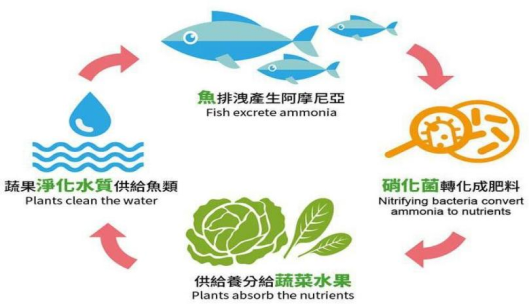 魚排洩產生阿摩尼亞
Fish excrete ammonia
硝化菌轉化成肥料
Nitrifying bacteria convert
ammonia to nutrients
供給養分給蔬菜水果
Plants absorb the nutrients
蔬果淨化水質供給魚類
Plants clean the water